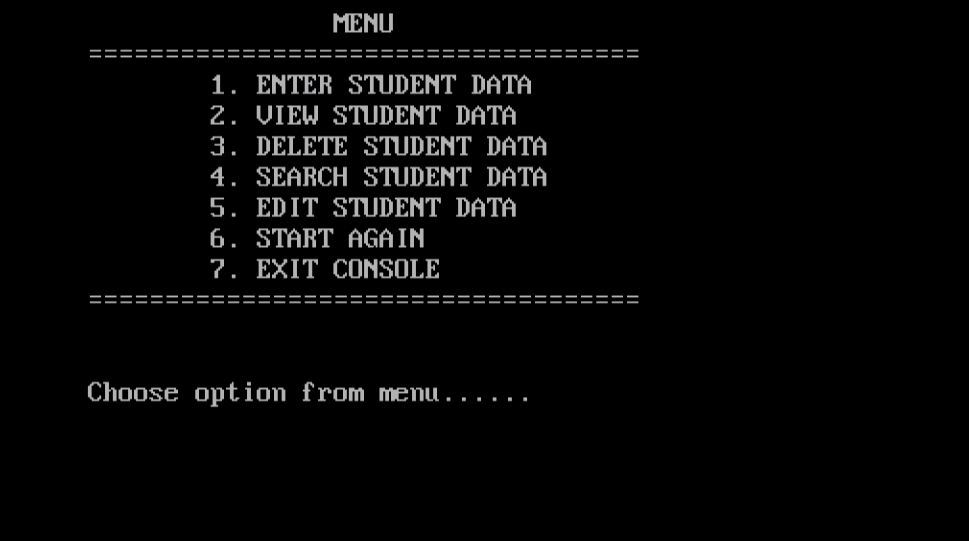 MENU
====================================
1. ENTER STUDENT DATA
2. VIEW STUDENT DATA
3. DELETE STUDENT DATA
4. SEARCH STUDENT DATA
5. EDIT STUDENT DATA
6. START AGAIN
7. EXIT CONSOLE
====================================
Choose option from menu......